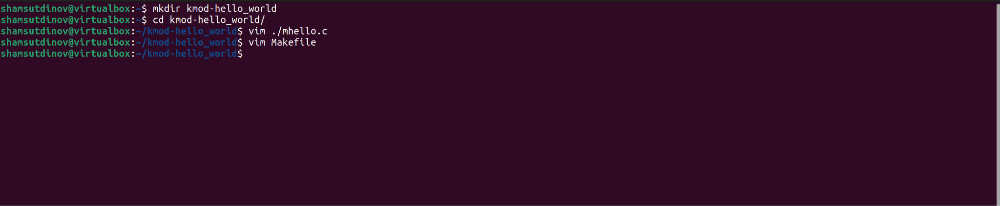 shamsutdinov@virtualbox:~$ mkdir kmod-hello_world
shamsutdinov@virtualbox:~$ cd kmod-hello_world/
shamsutdinov@virtualbox:~/kmod-hello_world$ vim ./mhello.c
shamsutdinov@virtualbox:~/kmod-hello_world$ vim Makefile
shamsutdinov@virtualbox:~/kmod-hello_world$